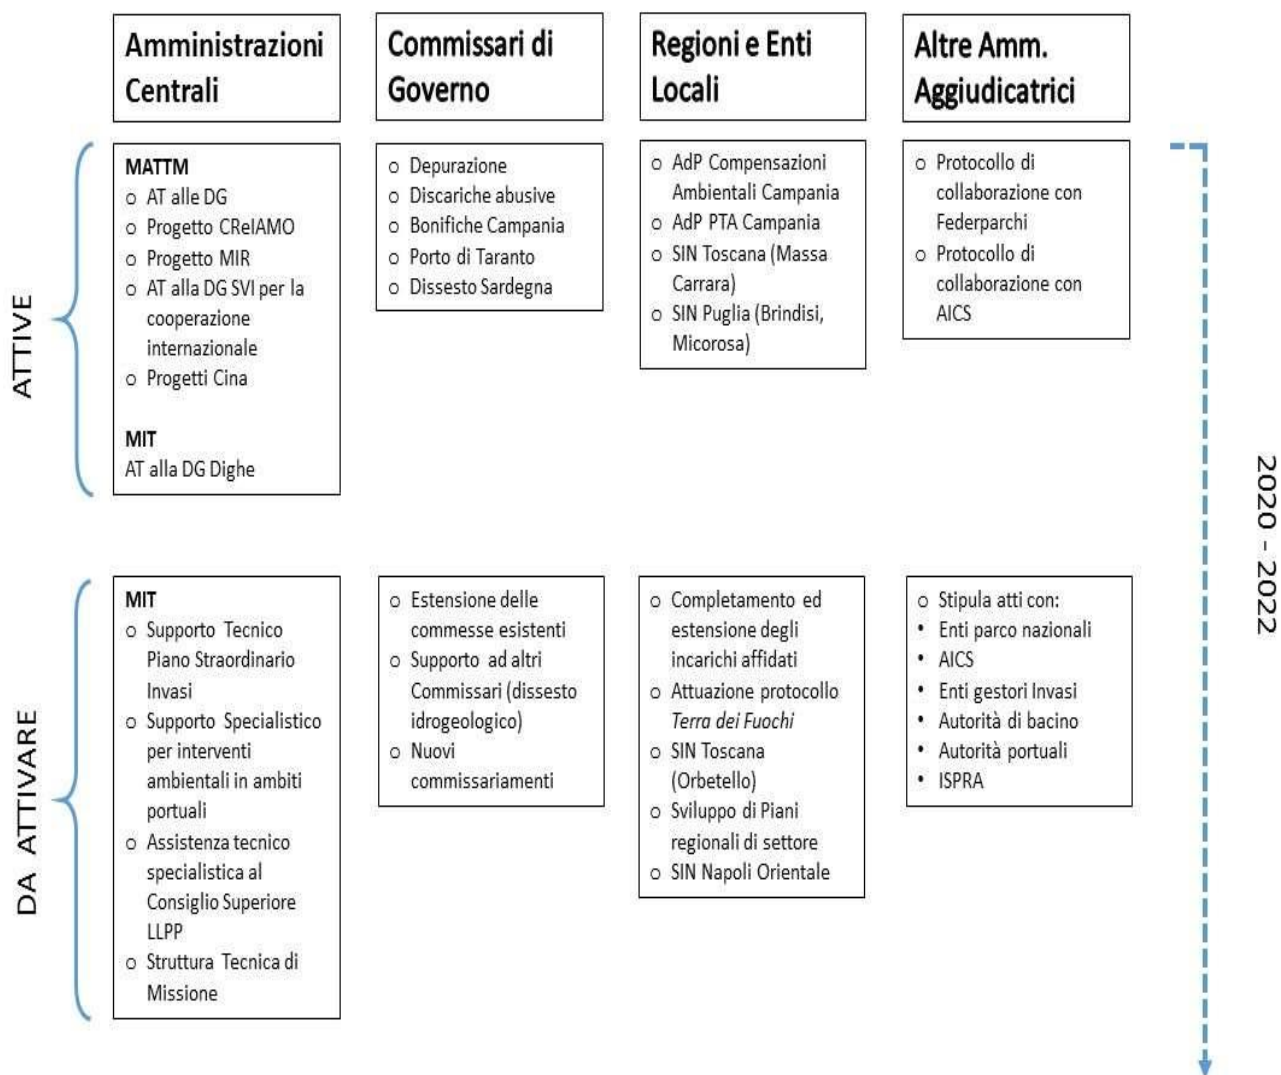 Amministrazioni
Centrali
Commissari di
Governo
Regioni e Enti
Locali
Altre Amm.
Aggiudicatrici
ATTIVE
MATTM
o AT alle DG
o Progetto CReIAMO
o Progetto MIR
o AT alla DG SVI per la
cooperazione
internazionale
o Progetti Cina
MIT
AT alla DG Dighe
o Depurazione
o Discariche abusive
o Bonifiche Campania
o Porto di Taranto
o Dissesto Sardegna
o AdP Compensazioni
Ambientali Campania
o AdP PTA Campania
o SIN Toscana (Massa
Carrara)
o SIN Puglia (Brindisi,
Micorosa)
o Protocollo di
collaborazione con
Federparchi
o Protocollo di
collaborazione con
AICS
2020 - 2022
DA ATTIVARE
MIT
o Supporto Tecnico
Piano Straordinario
Invasi
o Supporto Specialistico
per interventi
ambientali in ambiti
portuali
o Assistenza tecnico
specialistica al
Consiglio Superiore
LLPP
o Struttura Tecnica di
Missione
o Estensione delle
commesse esistenti
o Supporto ad altri
Commissari (dissesto
idrogeologico)
o Nuovi
commissariamenti
o Completamento ed
estensione degli
incarichi affidati
o Attuazione protocollo
Terra dei Fuochi
o SIN Toscana
(Orbetello)
o Sviluppo di Piani
regionali di settore
o SIN Napoli Orientale
o Stipula atti con:
• Enti parco nazionali
• AICS
• Enti gestori Invasi
• Autorità di bacino
• Autorità portuali
• ISPRA